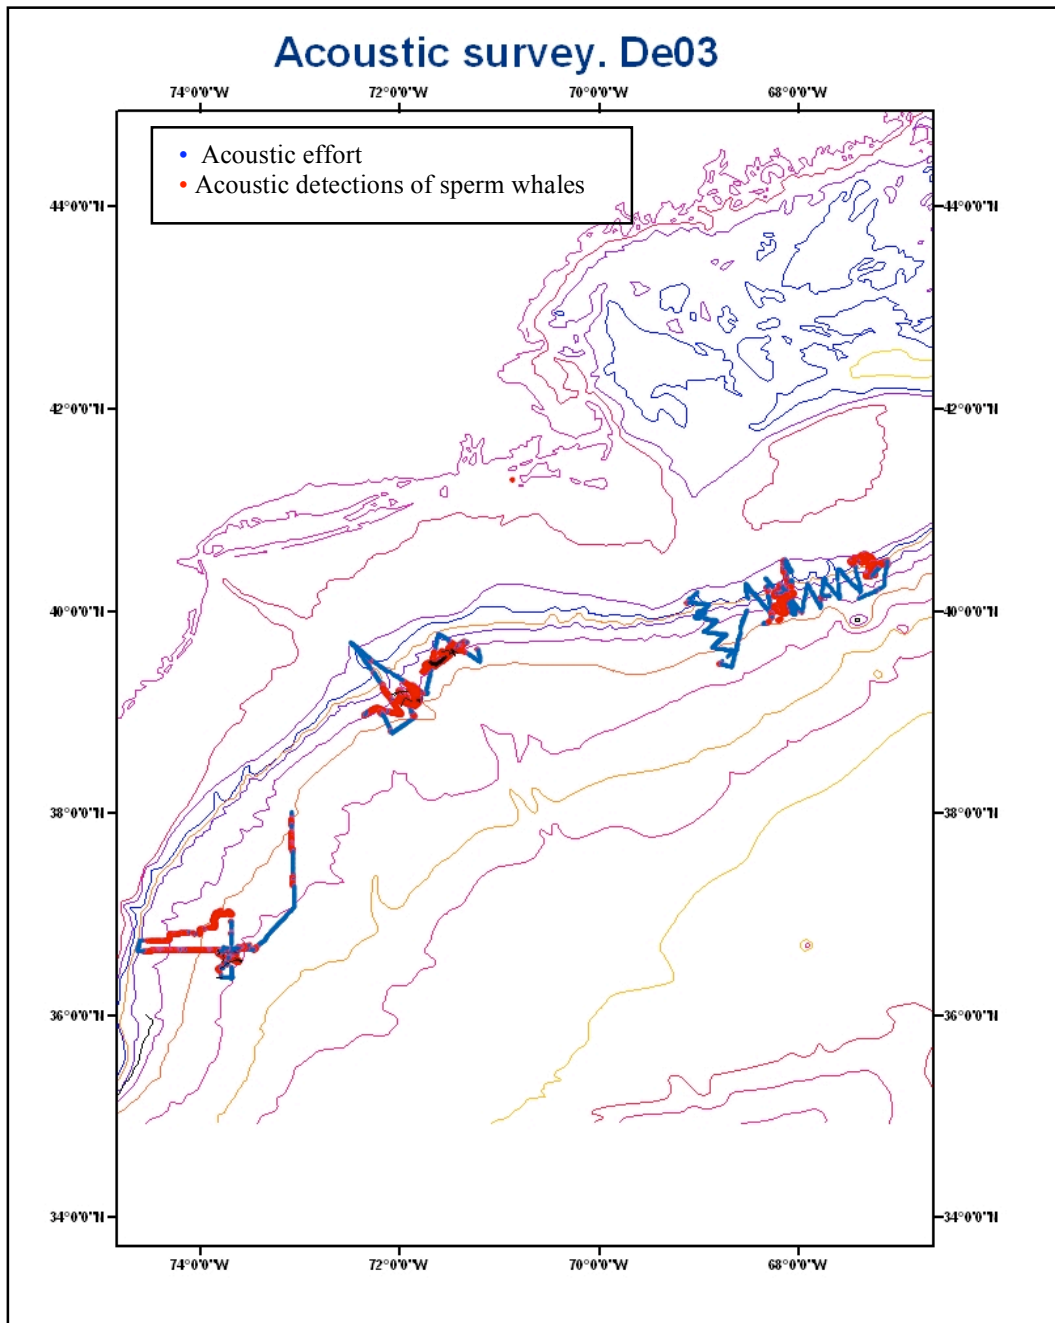 Acoustic survey. De03
74°0'0"W 72°0'0"W 70°0'0"W 68°0'0"W
Acoustic effort
Acoustic detections of sperm whales
44°0'0"N 44°0'0"N
42°0'0"N 42°0'0"N
40°0'0"N 40°0'0"N
38°0'0"N 38°0'0"N
36°0'0"N 36°0'0"N
34°0'0"N 34°0'0"N
74°0'0"W 72°0'0"W 70°0'0"W 68°0'0"W